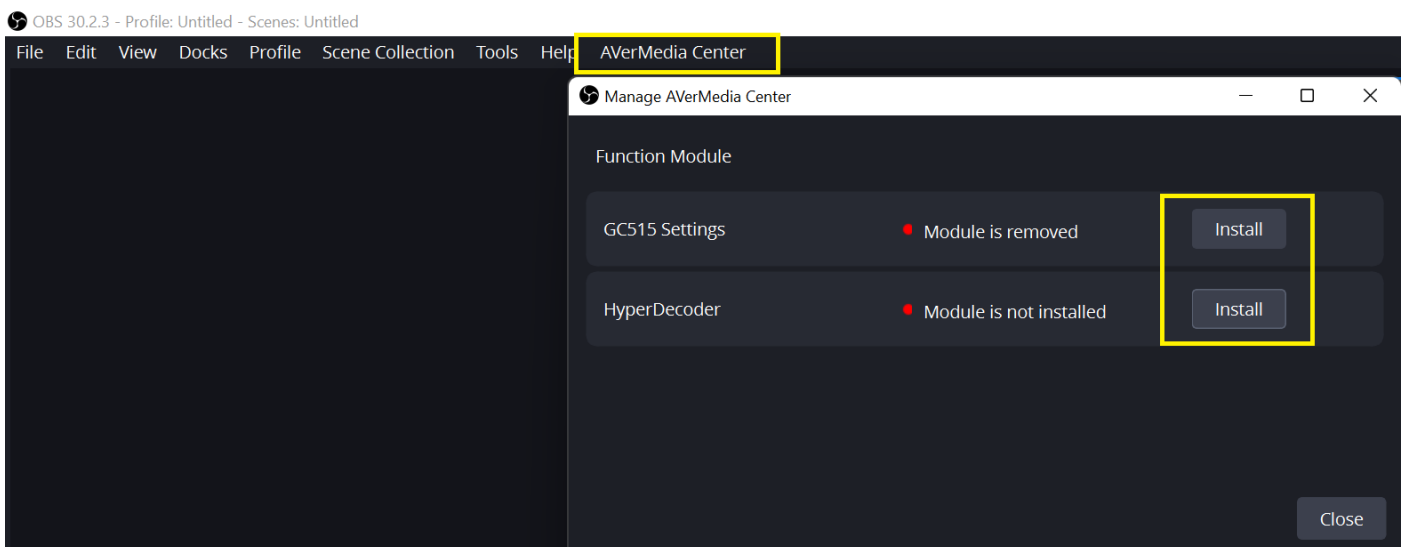 OBS 30.2.3 - Profile: Untitled - Scenes: Untitled
File Edit View Docks Profile Scene Collection Tools Help AVerMedia Center
Manage AVerMedia Center
Function Module
GC515 Settings Module is removed Install
HyperDecoder Module is not installed Install
Close